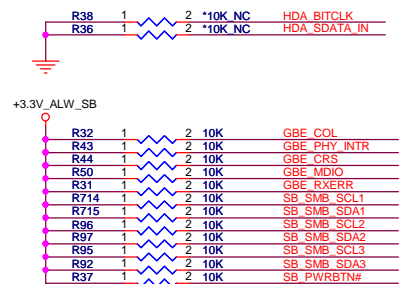 R38 1 2 *10K_NC HDA_BITCLK
R36 1 2 *10K_NC HDA_SDATA_IN
+3.3V_ALW_SB
R32 1 2 10K GBE_COL
R43 1 2 10K GBE_PHY_INTR
R44 1 2 10K GBE_CRS
R50 1 2 10K GBE_MDIO
R31 1 2 10K GBE_RXERR
R714 1 2 10K SB_SMB_SCL1
R715 1 2 10K SB_SMB_SDA1
R96 1 2 10K SB_SMB_SCL2
R97 1 2 10K SB_SMB_SDA2
R95 1 2 10K SB_SMB_SCL3
R92 1 2 10K SB_SMB_SDA3
R37 1 2 10K SB_PWRBTN#